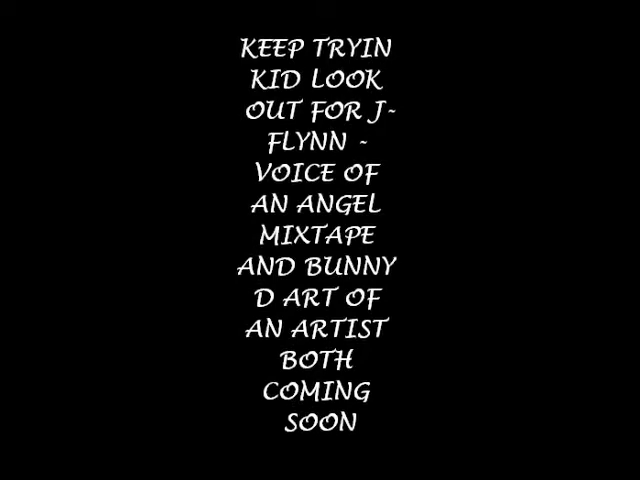 KEEP TRYIN
KID LOOK
OUT FOR J-
FLYNN -
VOICE OF
AN ANGEL
MIXTAPE
AND BUNNY
D ART OF
AN ARTIST
BOTH
COMING
SOON